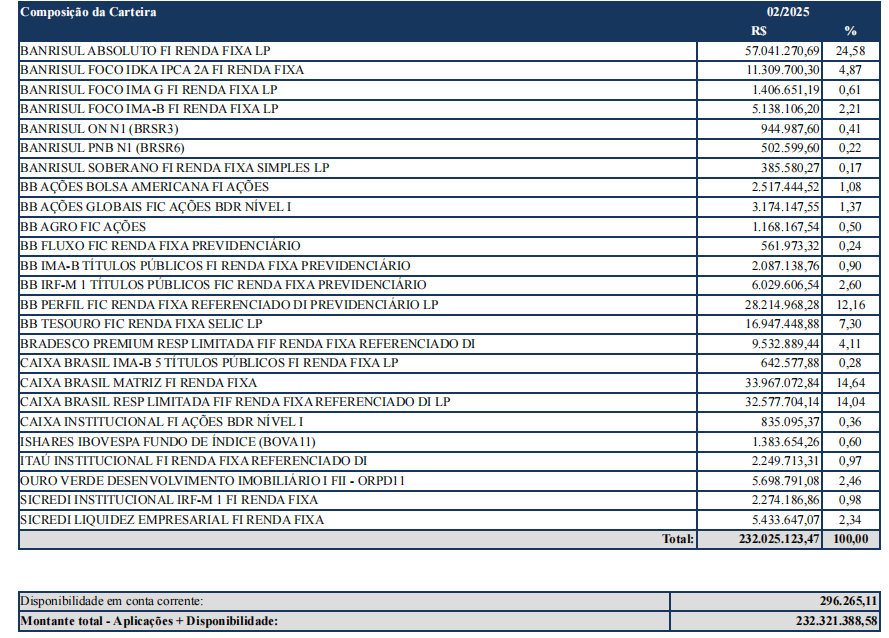 Composição da Carteira 02/2025
R$ %
BANRISUL ABSOLUTO FI RENDA FIXA LP 57.041.270,69 24,58
BANRISUL FOCO IDKA IPCA 2A FI RENDA FIXA 11.309.700,30 4,87
BANRISUL FOCO IMA G FI RENDA FIXA LP 1.406.651,19 0,61
BANRISUL FOCO IMA-B FI RENDA FIXA LP 5.138.106,20 2,21
BANRISUL ON N1 (BRSR3) 944.987,60 0,41
BANRISUL PNB N1 (BRSR6) 502.599,60 0,22
BANRISUL SOBERANO FI RENDA FIXA SIMPLES LP 385.580,27 0,17
BB AÇÕES BOLSA AMERICANA FI AÇÕES 2.517.444,52 1,08
BB AÇÕES GLOBAIS FIC AÇÕES BDR NÍVEL I 3.174.147,55 1,37
BB AGRO FIC AÇÕES 1.168.167,54 0,50
BB FLUXO FIC RENDA FIXA PREVIDENCIÁRIO 561.973,32 0,24
BB IMA-B TÍTULOS PÚBLICOS FI RENDA FIXA PREVIDENCIÁRIO 2.087.138,76 0,90
BB IRF-M 1 TÍTULOS PÚBLICOS FIC RENDA FIXA PREVIDENCIÁRIO 6.029.606,54 2,60
BB PERFIL FIC RENDA FIXA REFERENCIADO DI PREVIDENCIÁRIO LP 28.214.968,28 12,16
BB TESOURO FIC RENDA FIXA SELIC LP 16.947.448,88 7,30
BRADESCO PREMIUM RESP LIMITADA FIF RENDA FIXA REFERENCIADO DI 9.532.889,44 4,11
CAIXA BRASIL IMA-B 5 TÍTULOS PÚBLICOS FI RENDA FIXA LP 642.577,88 0,28
CAIXA BRASIL MATRIZ FI RENDA FIXA 33.967.072,84 14,64
CAIXA BRASIL RESP LIMITADA FIF RENDA FIXA REFERENCIADO DI LP 32.577.704,14 14,04
CAIXA INSTITUCIONAL FI AÇÕES BDR NÍVEL I 835.095,37 0,36
ISHARES IBOVESPA FUNDO DE ÍNDICE (BOVA11) 1.383.654,26 0,60
ITAÚ INSTITUCIONAL FI RENDA FIXA REFERENCIADO DI 2.249.713,31 0,97
OURO VERDE DESENVOLVIMENTO IMOBILIÁRIO I FII - ORPD11 5.698.791,08 2,46
SICREDI INSTITUCIONAL IRF-M 1 FI RENDA FIXA 2.274.186,86 0,98
SICREDI LIQUIDEZ EMPRESARIAL FI RENDA FIXA 5.433.647,07 2,34
Total: 232.025.123,47 100,00
Disponibilidade em conta corrente: 296.265,11
Montante total - Aplicações + Disponibilidade: 232.321.388,58